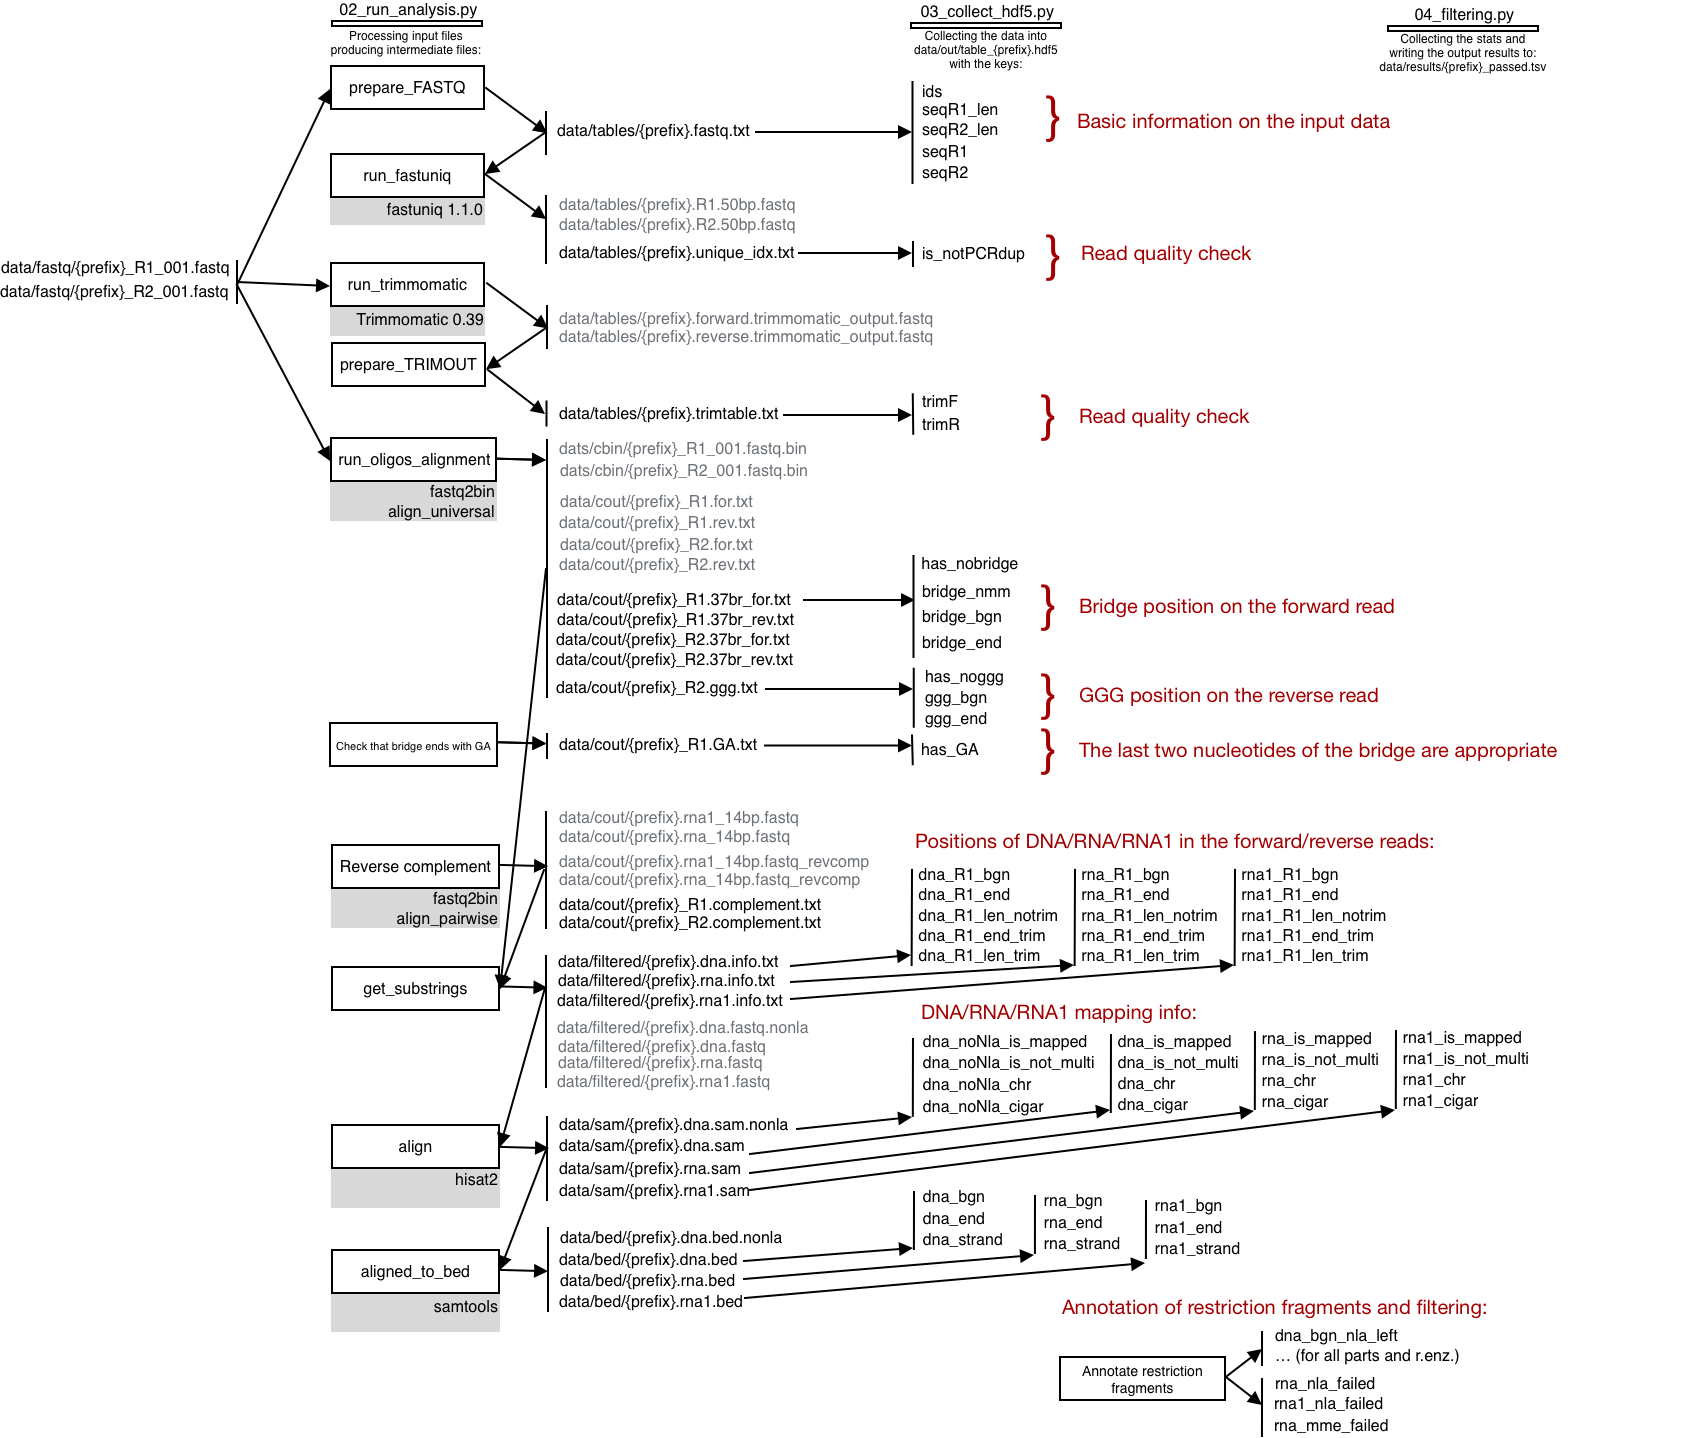 02_run_analysis.py
Processing input files
producing intermediate files:
03_collect_hdf5.py
Collecting the data into
data/out/table_{prefix}.hdf5
with the keys:
04_filtering.py
Collecting the stats and
writing the output results to:
data/results/{prefix}_passed.tsv
data/fastq/{prefix}_R1_001.fastq
data/fastq/{prefix}_R2_001.fastq
prepare_FASTQ
data/tables/{prefix}.fastq.txt
ids
seqR1_len
seqR2_len
seqR1
seqR2
Basic information on the input data
run_fastuniq
fastuniq 1.1.0
data/tables/{prefix}.R1.50bp.fastq
data/tables/{prefix}.R2.50bp.fastq
data/tables/{prefix}.unique_idx.txt
is_notPCRdup
Read quality check
run_trimmomatic
Trimmomatic 0.39
data/tables/{prefix}.forward.trimmomatic_output.fastq
data/tables/{prefix}.reverse.trimmomatic_output.fastq
prepare_TRIMOUT
data/tables/{prefix}.trimtable.txt
trimF
trimR
Read quality check
run_oligos_alignment
fastq2bin
align_universal
dats/cbin/{prefix}_R1_001.fastq.bin
dats/cbin/{prefix}_R2_001.fastq.bin
data/cout/{prefix}_R1.for.txt
data/cout/{prefix}_R1.rev.txt
data/cout/{prefix}_R2.for.txt
data/cout/{prefix}_R2.rev.txt
data/cout/{prefix}_R1.37br_for.txt
data/cout/{prefix}_R1.37br_rev.txt
data/cout/{prefix}_R2.37br_for.txt
data/cout/{prefix}_R2.37br_rev.txt
data/cout/{prefix}_R2.ggg.txt
has_nobridge
bridge_nmm
bridge_bgn
bridge_end
Bridge position on the forward read
has_noggg
ggg_bgn
ggg_end
GGG position on the reverse read
Check that bridge ends with GA
data/cout/{prefix}_R1.GA.txt
has_GA
The last two nucleotides of the bridge are appropriate
Reverse complement
fastq2bin
align_pairwise
data/cout/{prefix}.rna1_14bp.fastq
data/cout/{prefix}.rna_14bp.fastq
data/cout/{prefix}.rna1_14bp.fastq_revcomp
data/cout/{prefix}.rna_14bp.fastq_revcomp
data/cout/{prefix}_R1.complement.txt
data/cout/{prefix}_R2.complement.txt
Positions of DNA/RNA/RNA1 in the forward/reverse reads:
dna_R1_bgn
dna_R1_end
dna_R1_len_notrim
dna_R1_end_trim
dna_R1_len_trim
rna_R1_bgn
rna_R1_end
rna_R1_len_notrim
rna_R1_end_trim
rna_R1_len_trim
rna1_R1_bgn
rna1_R1_end
rna1_R1_len_notrim
rna1_R1_end_trim
rna1_R1_len_trim
get_substrings
data/filtered/{prefix}.dna.info.txt
data/filtered/{prefix}.rna.info.txt
data/filtered/{prefix}.rna1.info.txt
data/filtered/{prefix}.dna.fastq.nonla
data/filtered/{prefix}.dna.fastq
data/filtered/{prefix}.rna.fastq
data/filtered/{prefix}.rna1.fastq
DNA/RNA/RNA1 mapping info:
dna_noNla_is_mapped
dna_noNla_is_not_multi
dna_noNla_chr
dna_noNla_cigar
dna_is_mapped
dna_is_not_multi
dna_chr
dna_cigar
rna_is_mapped
rna_is_not_multi
rna_chr
rna_cigar
rna1_is_mapped
rna1_is_not_multi
rna1_chr
rna1_cigar
align
hisat2
data/sam/{prefix}.dna.sam.nonla
data/sam/{prefix}.dna.sam
data/sam/{prefix}.rna.sam
data/sam/{prefix}.rna1.sam
dna_bgn
dna_end
dna_strand
rna_bgn
rna_end
rna_strand
rna1_bgn
rna1_end
rna1_strand
aligned_to_bed
samtools
data/bed/{prefix}.dna.bed.nonla
data/bed/{prefix}.dna.bed
data/bed/{prefix}.rna.bed
data/bed/{prefix}.rna1.bed
Annotation of restriction fragments and filtering:
Annotate restriction
fragments
dna_bgn_nla_left
… (for all parts and r.enz.)
rna_nla_failed
rna1_nla_failed
rna_mme_failed